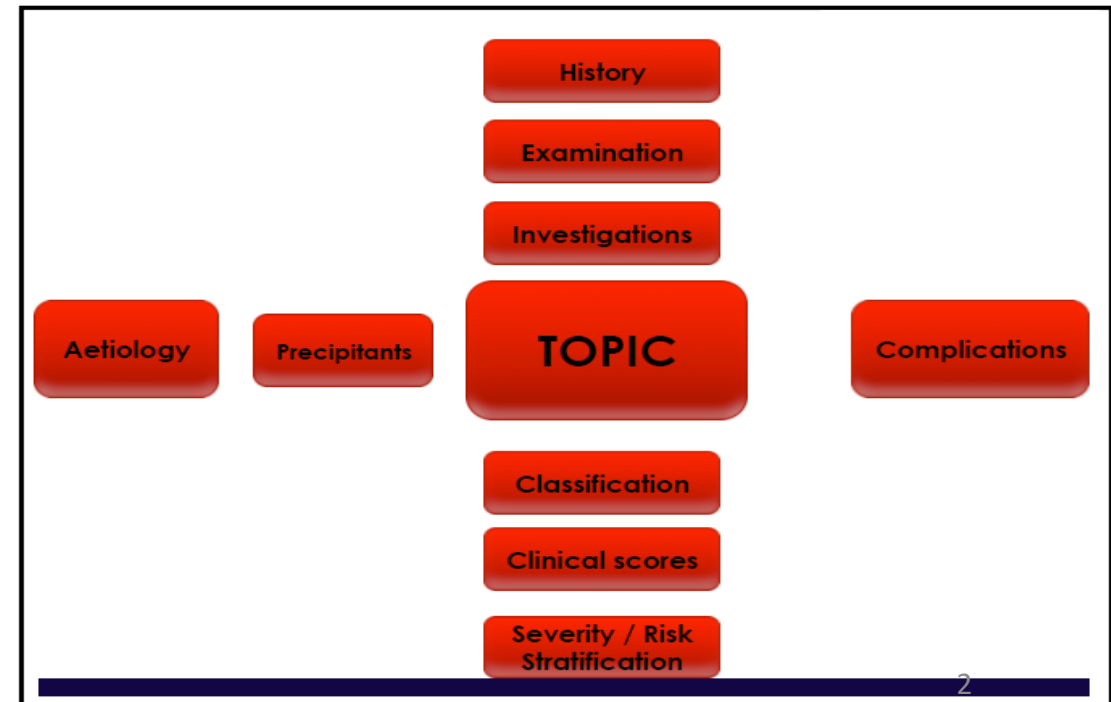 History
Examination
Investigations
Aetiology
Precipitants
TOPIC
Complications
Classification
Clinical scores
Severity / Risk
Stratification
2